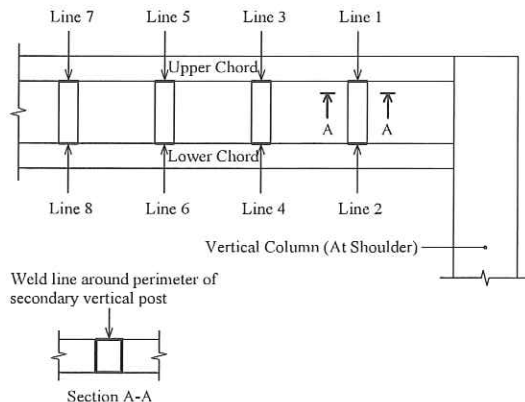 Line 7
Line 5
Line 3
Line 1
Upper Chord
A
A
Lower Chord
Line 8
Line 6
Line 4
Line 2
Vertical Column (At Shoulder)
Weld line around perimeter of
secondary vertical post
Section A-A